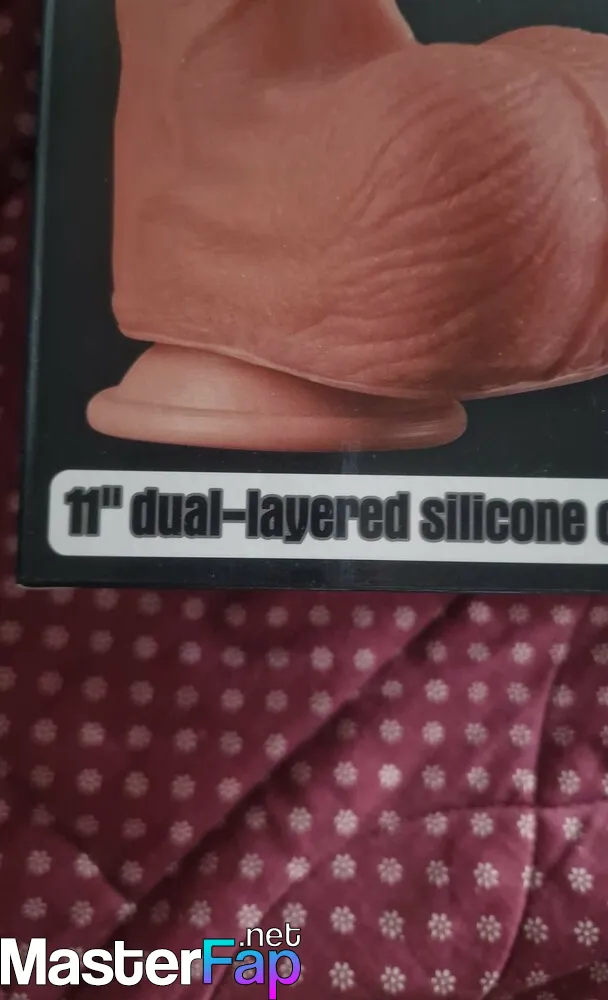 11" dual-layered silicone
.net
MasterFap